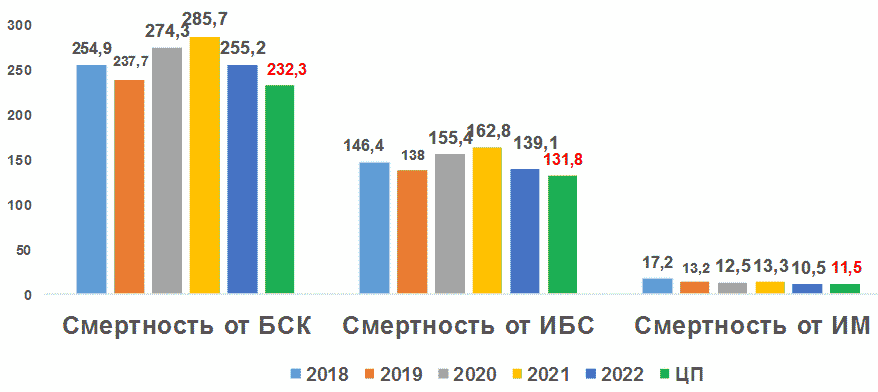 300
250
200
150
100
50
0
254,9 237,7 274,3 285,7 255,2 232,3
146,4 138 155,4 162,8 139,1 131,8
17,2 13,2 12,5 13,3 10,5 11,5
Смертность от БСК Смертность от ИБС Смертность от ИМ
2018 2019 2020 2021 2022 ЦП